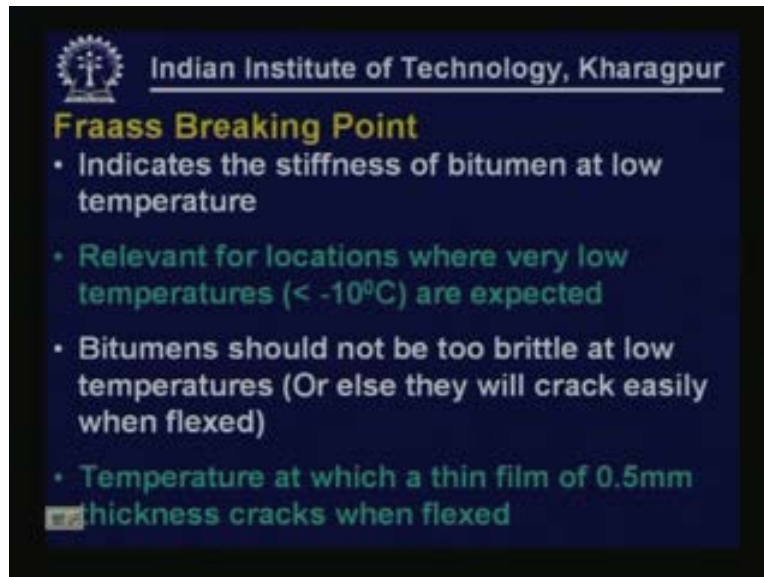 Indian Institute of Technology, Kharagpur
Fraass Breaking Point
• Indicates the stiffness of bitumen at low
temperature
• Relevant for locations where very low
temperatures (< -10⁰C) are expected
• Bitumens should not be too brittle at low
temperatures (Or else they will crack easily
when flexed)
• Temperature at which a thin film of 0.5mm
thickness cracks when flexed